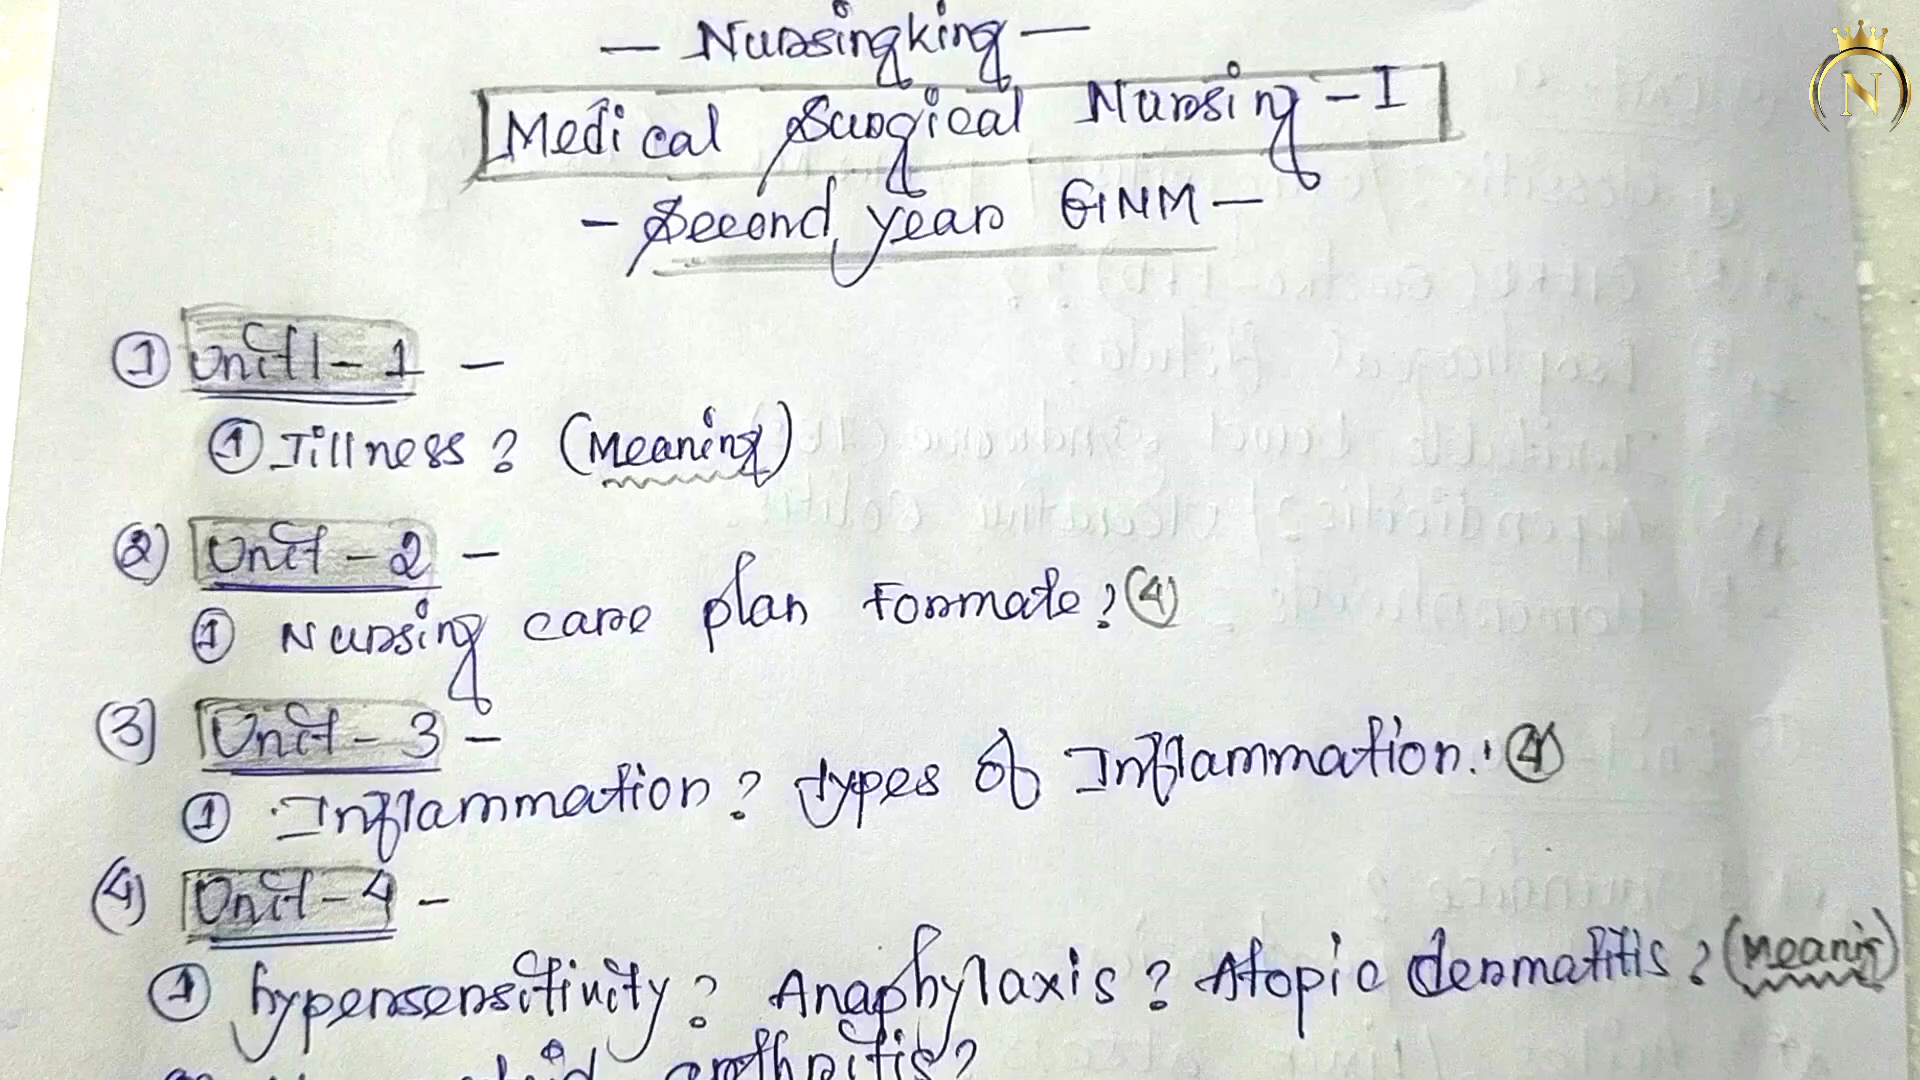 — Nursingking —
Medical Surgical Nursing - I
- Second year GNM —
① Unit - 1 —
① Illness? (Meaning)
② Unit - 2 —
① Nursing care plan Formate? ④
③ Unit - 3 —
① Inflammation? types of Inflammation. ④
④ Unit - 4 —
① hypersensitivity? Anaphylaxis? Atopic dermatitis? (Meanig)
arthritis?
N